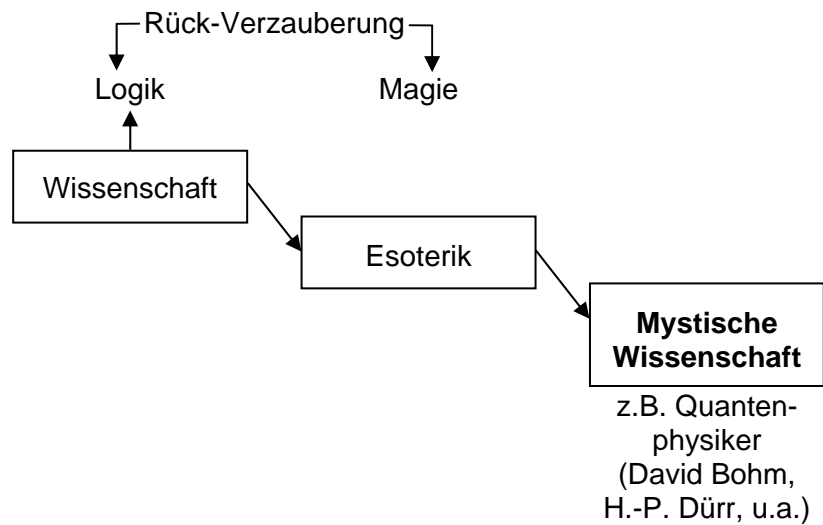 Rück-Verzauberung
Logik Magie
Wissenschaft
Esoterik
Mystische
Wissenschaft
z.B. Quanten-
physiker
(David Bohm,
H.-P. Dürr, u.a.)